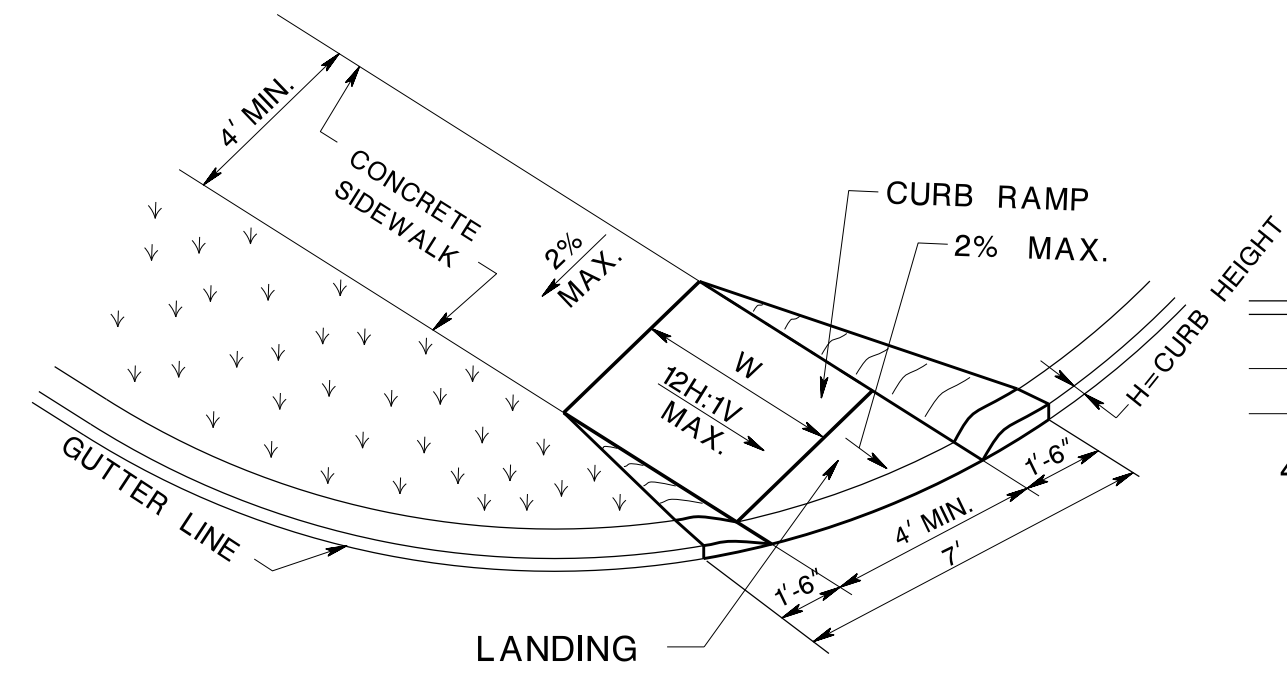 4' MIN.
CONCRETE
SIDEWALK
2%
MAX.
CURB RAMP
2% MAX.
H=CURB HEIGHT
W
12H:1V
MAX.
GUTTER LINE
1'-6"
4' MIN.
7'
1'-6"
LANDING